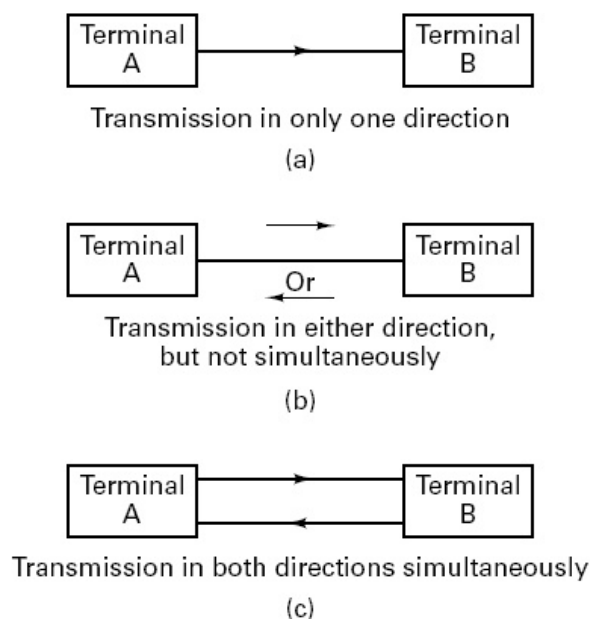 Terminal
A
Terminal
B
Transmission in only one direction
(a)
Terminal
A
Or
Terminal
B
Transmission in either direction,
but not simultaneously
(b)
Terminal
A
Terminal
B
Transmission in both directions simultaneously
(c)